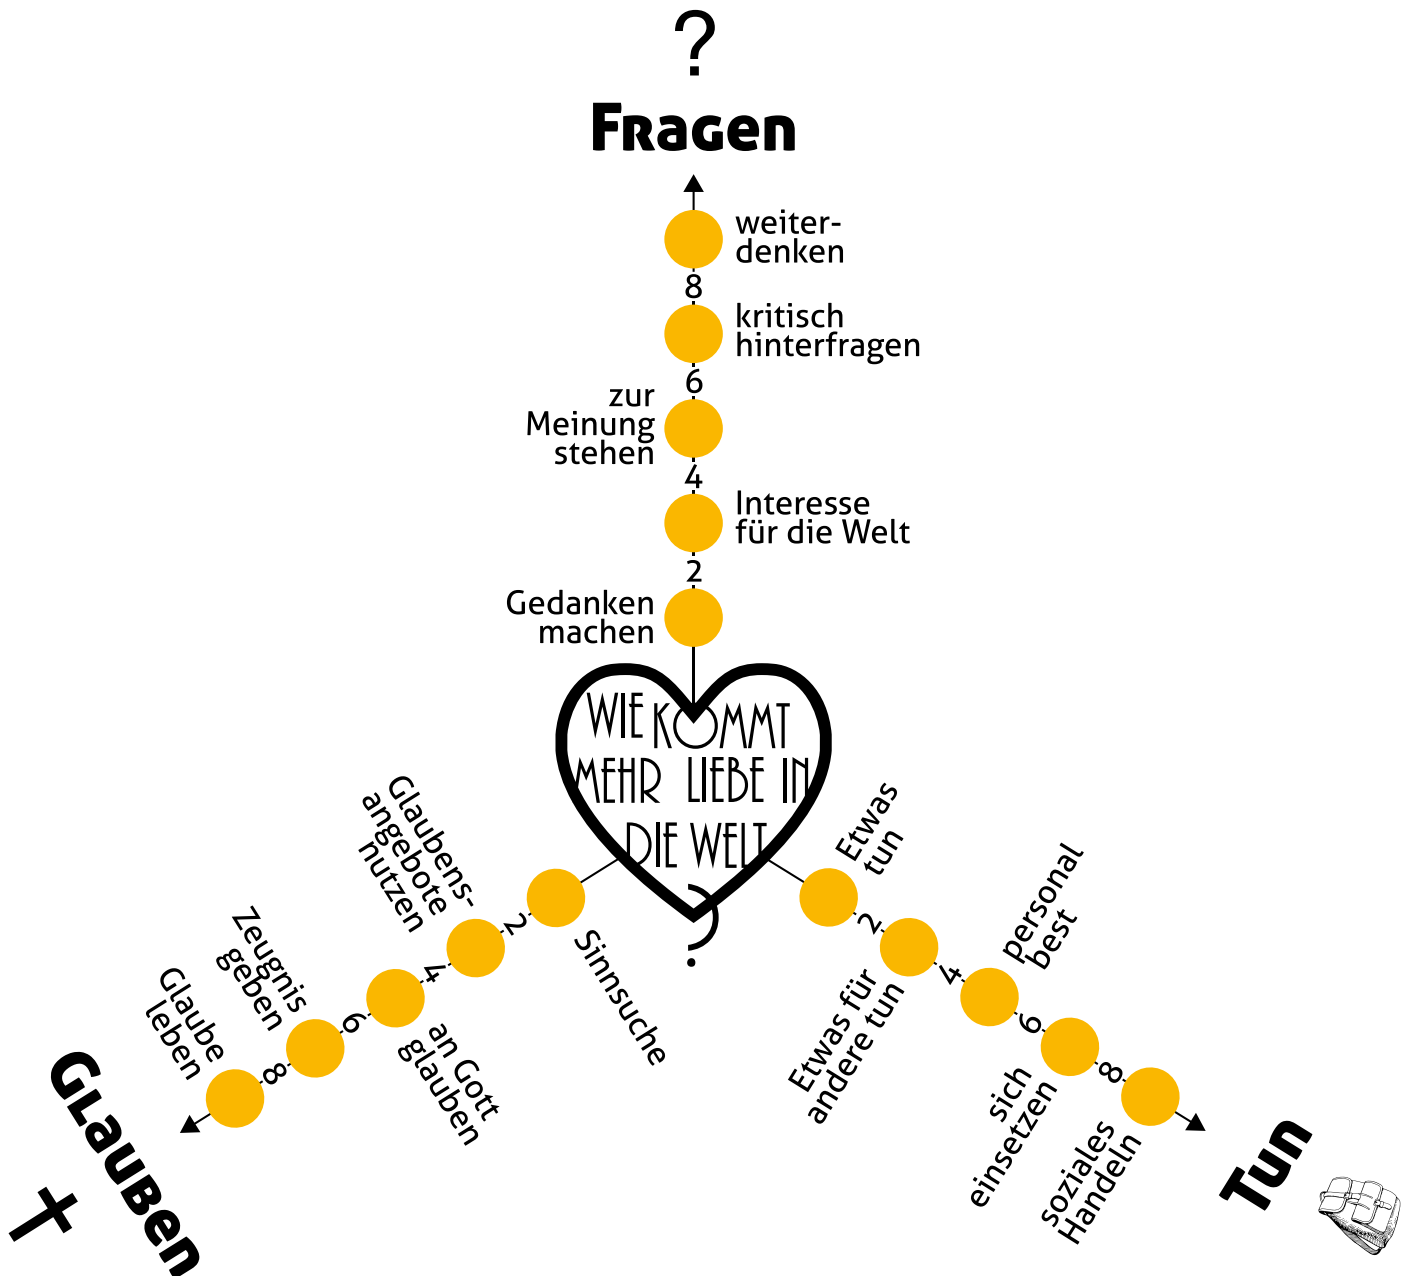 ?
Fragen
weiter-
denken
8
kritisch
hinterfragen
6
zur
Meinung
stehen
4
Interesse
für die Welt
2
Gedanken
machen
WIE KOMMT
MEHR LIEBE IN
DIE WELT
?
Sinnsuche
2
Glaubens-
angebote
nutzen
4
an Gott
glauben
6
Zeugnis
geben
8
Glaube
leben
Glauben
Etwas
tun
2
Etwas für
andere tun
4
personal
best
6
sich
einsetzen
8
soziales
Handeln
Tun